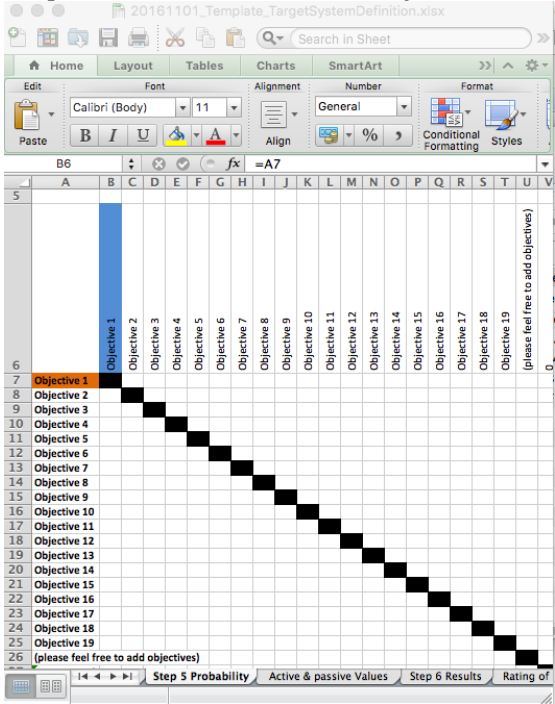 20161101_Template_TargetSystemDefinition.xlsx
Search in Sheet
Home Layout Tables Charts SmartArt
Edit Font Alignment Number Format
Calibri (Body) 11 General
Paste B I U A Align % Conditional Formatting Styles
B6 fx =A7
A B C D E F G H I J K L M N O P Q R S T U V
5
6 Objective 1 Objective 2 Objective 3 Objective 4 Objective 5 Objective 6 Objective 7 Objective 8 Objective 9 Objective 10 Objective 11 Objective 12 Objective 13 Objective 14 Objective 15 Objective 16 Objective 17 Objective 18 Objective 19 (please feel free to add objectives) 0
7 Objective 1
8 Objective 2
9 Objective 3
10 Objective 4
11 Objective 5
12 Objective 6
13 Objective 7
14 Objective 8
15 Objective 9
16 Objective 10
17 Objective 11
18 Objective 12
19 Objective 13
20 Objective 14
21 Objective 15
22 Objective 16
23 Objective 17
24 Objective 18
25 Objective 19
26 (please feel free to add objectives)
Step 5 Probability Active & passive Values Step 6 Results Rating of